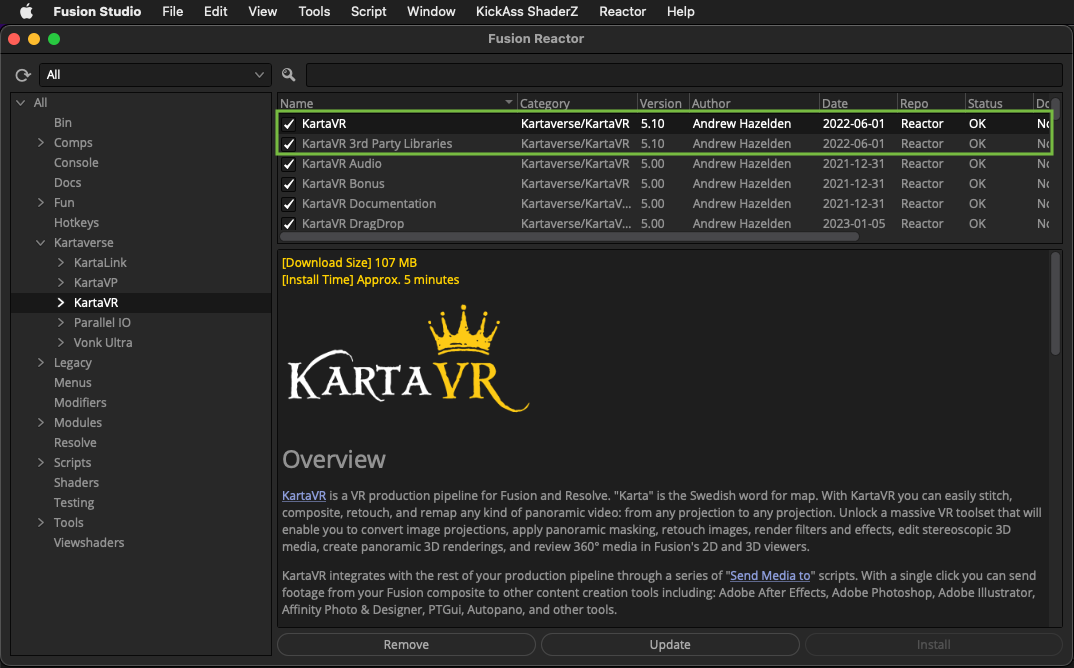 Fusion Studio File Edit View Tools Script Window KickAss ShaderZ Reactor Help
Fusion Reactor
All
All
Bin
Comps
Console
Docs
Fun
Hotkeys
Kartaverse
KartaLink
KartaVP
KartaVR
Parallel IO
Vonk Ultra
Legacy
Menus
Modifiers
Modules
Resolve
Scripts
Shaders
Testing
Tools
Viewshaders
Name Category Version Author Date Repo Status Do
KartaVR Kartaverse/KartaVR 5.10 Andrew Hazelden 2022-06-01 Reactor OK No
KartaVR 3rd Party Libraries Kartaverse/KartaVR 5.10 Andrew Hazelden 2022-06-01 Reactor OK No
KartaVR Audio Kartaverse/KartaVR 5.00 Andrew Hazelden 2021-12-31 Reactor OK No
KartaVR Bonus Kartaverse/KartaVR 5.00 Andrew Hazelden 2021-12-31 Reactor OK No
KartaVR Documentation Kartaverse/KartaV... 5.00 Andrew Hazelden 2021-12-31 Reactor OK No
KartaVR DragDrop Kartaverse/KartaV... 5.00 Andrew Hazelden 2023-01-05 Reactor OK No
[Download Size] 107 MB
[Install Time] Approx. 5 minutes
KARTAVR
Overview
KartaVR is a VR production pipeline for Fusion and Resolve. "Karta" is the Swedish word for map. With KartaVR you can easily stitch,
composite, retouch, and remap any kind of panoramic video: from any projection to any projection. Unlock a massive VR toolset that will
enable you to convert image projections, apply panoramic masking, retouch images, render filters and effects, edit stereoscopic 3D
media, create panoramic 3D renderings, and review 360° media in Fusion's 2D and 3D viewers.
KartaVR integrates with the rest of your production pipeline through a series of "Send Media to" scripts. With a single click you can send
footage from your Fusion composite to other content creation tools including: Adobe After Effects, Adobe Photoshop, Adobe Illustrator,
Affinity Photo & Designer, PTGui, Autopano, and other tools.
Remove Update Install